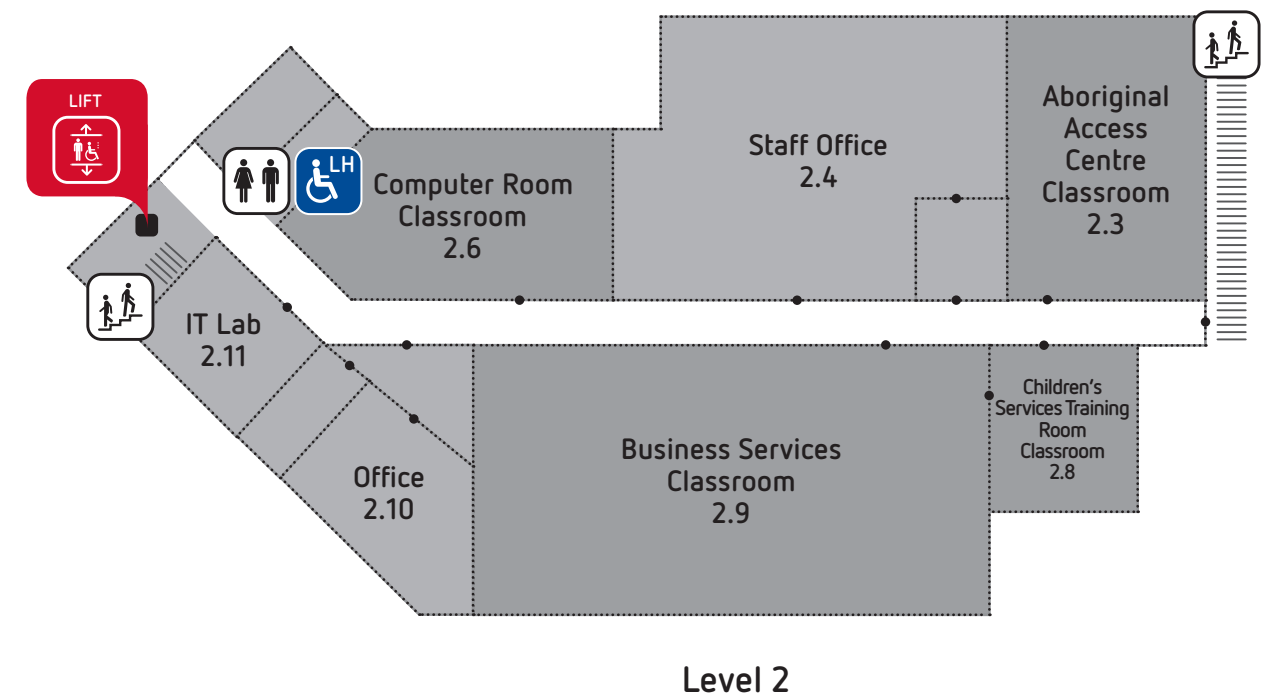 LIFT
LH
Computer Room
Classroom
2.6
Staff Office
2.4
Aboriginal
Access
Centre
Classroom
2.3
IT Lab
2.11
Office
2.10
Business Services
Classroom
2.9
Children's
Services Training
Room
Classroom
2.8
Level 2